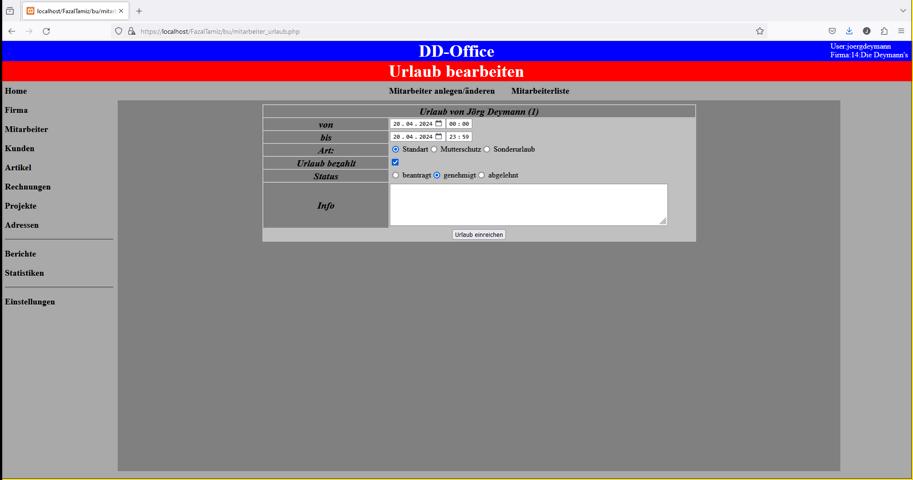 localhost/FazalTamiz/bu/mitar
https://localhost/FazalTamiz/bu/mitarbeiter_urlaub.php
DD-Office
User:joergdeymann
Firma:14:Die Deymann's
Urlaub bearbeiten
Home
Mitarbeiter anlegen/änderen
Mitarbeiterliste
Firma
Mitarbeiter
Kunden
Artikel
Rechnungen
Projekte
Adressen
Berichte
Statistiken
Einstellungen
Urlaub von Jörg Deymann (1)
von 20.04.2024 00:00
bis 20.04.2024 23:59
Art: Standart Mutterschutz Sonderurlaub
Urlaub bezahlt
Status beantragt genehmigt abgelehnt
Info
Urlaub einreichen